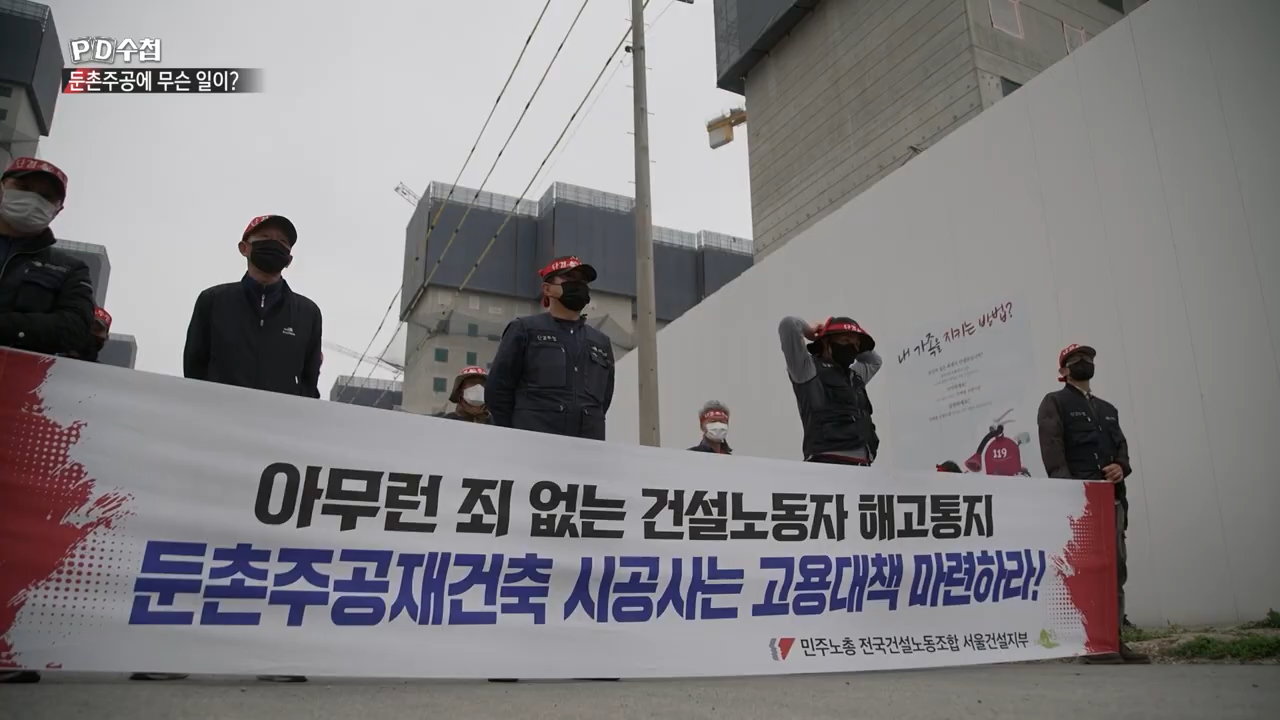 PD수첩
둔촌주공에 무슨 일이?
내 가족을 지키는 방법?
119
아무런 죄 없는 건설노동자 해고통지
둔촌주공재건축 시공사는 고용대책 마련하라!
민주노총 전국건설노동조합 서울건설지부